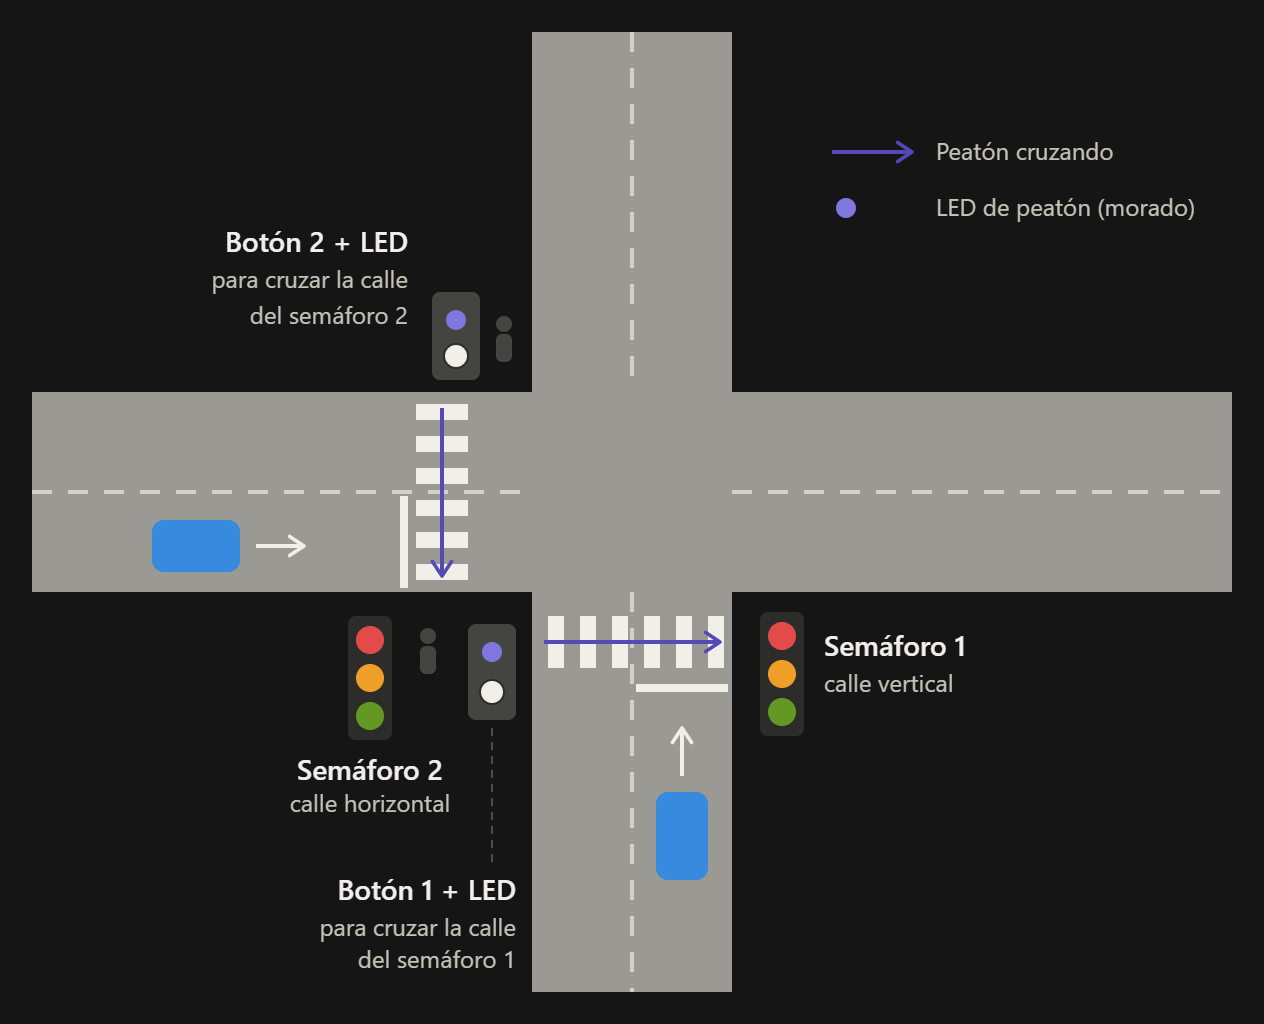 Peatón cruzando
LED de peatón (morado)
Botón 2 + LED
para cruzar la calle
del semáforo 2
Semáforo 1
calle vertical
Semáforo 2
calle horizontal
Botón 1 + LED
para cruzar la calle
del semáforo 1